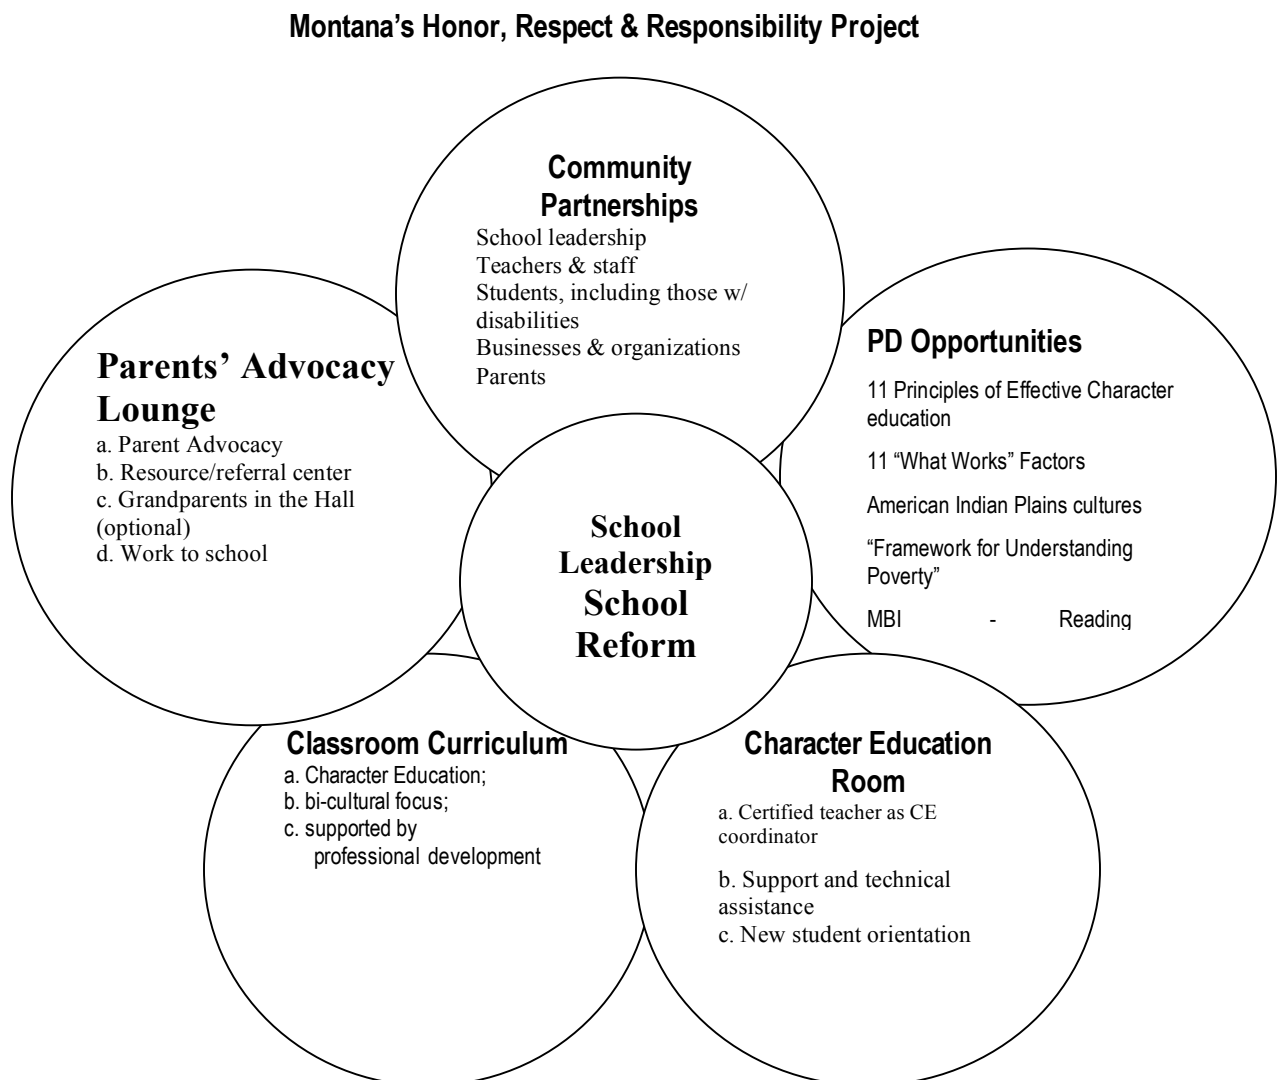 Montana’s Honor, Respect & Responsibility Project
Community
Partnerships
School leadership
Teachers & staff
Students, including those w/
disabilities
Businesses & organizations
Parents
PD Opportunities
11 Principles of Effective Character
education
11 “What Works” Factors
American Indian Plains cultures
“Framework for Understanding
Poverty”
MBI - Reading
Parents’ Advocacy
Lounge
a. Parent Advocacy
b. Resource/referral center
c. Grandparents in the Hall
(optional)
d. Work to school
School
Leadership
School
Reform
Classroom Curriculum
a. Character Education;
b. bi-cultural focus;
c. supported by
professional development
Character Education
Room
a. Certified teacher as CE
coordinator
b. Support and technical
assistance
c. New student orientation